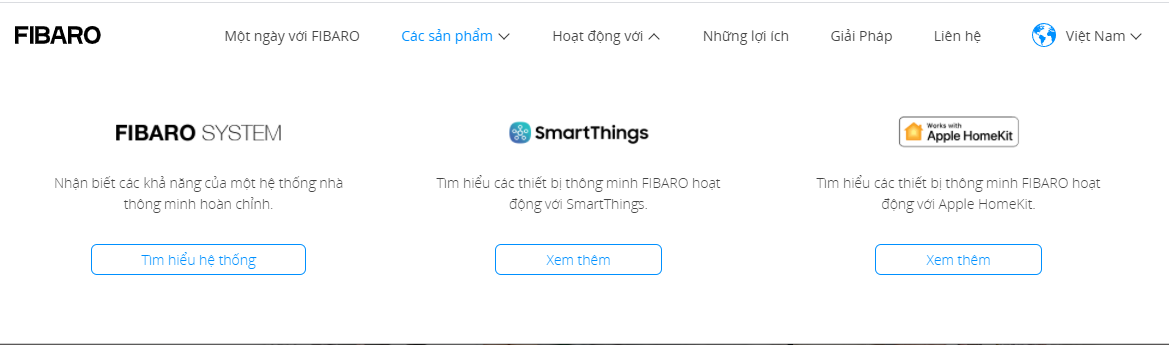 FIBARO
Một ngày với FIBARO
Các sản phẩm
Hoạt động với
Những lợi ích
Giải Pháp
Liên hệ
Việt Nam
FIBARO SYSTEM
Nhận biết các khả năng của một hệ thống nhà
thông minh hoàn chỉnh.
Tìm hiểu hệ thống
SmartThings
Tìm hiểu các thiết bị thông minh FIBARO hoạt
động với SmartThings.
Xem thêm
Works with
Apple HomeKit
Tìm hiểu các thiết bị thông minh FIBARO hoạt
động với Apple HomeKit.
Xem thêm